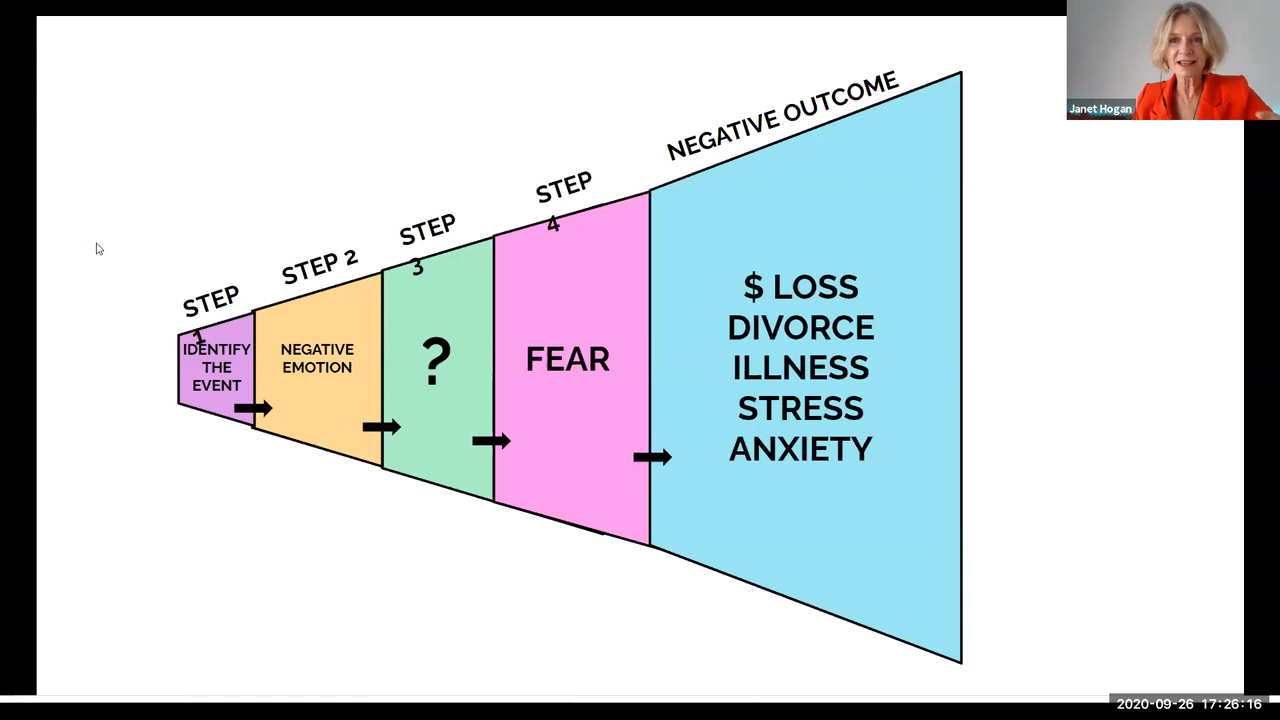 Janet Hogan
NEGATIVE OUTCOME
STEP
4
STEP
3
STEP 2
STEP
1
IDENTIFY
THE
EVENT
NEGATIVE
EMOTION
?
FEAR
$ LOSS
DIVORCE
ILLNESS
STRESS
ANXIETY
2020-09-26 17:26:16